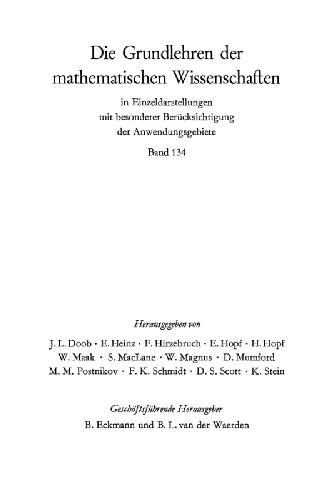 Die Grundlehren der
mathematischen Wissenschaften
in Einzeldarstellungen
mit besonderer Berücksichtigung
der Anwendungsgebiete
Band 134
Herausgegeben von
J. L. Doob · E. Heinz · F. Hirzebruch · E. Hopf · H. Hopf
W. Maak · S. MacLane · W. Magnus · D. Mumford
M. M. Postnikov · F. K. Schmidt · D. S. Scott · K. Stein
Geschäftsführende Herausgeber
B. Eckmann und B. L. van der Waerden